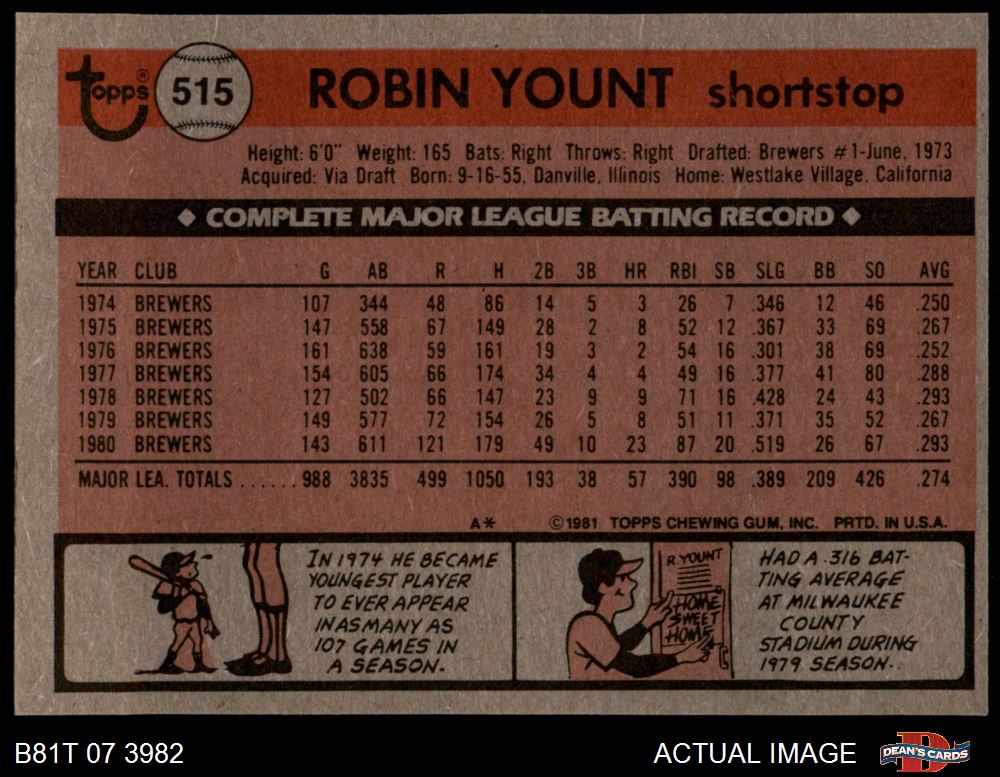 topps® 515 ROBIN YOUNT shortstop
Height: 6'0" Weight: 165 Bats: Right Throws: Right Drafted: Brewers #1-June, 1973
Acquired: Via Draft Born: 9-16-55, Danville, Illinois Home: Westlake Village, California
◆ COMPLETE MAJOR LEAGUE BATTING RECORD ◆
YEAR CLUB G AB R H 2B 3B HR RBI SB SLG BB SO AVG
1974 BREWERS 107 344 48 86 14 5 3 26 7 .346 12 46 .250
1975 BREWERS 147 558 67 149 28 2 8 52 12 .367 33 69 .267
1976 BREWERS 161 638 59 161 19 3 2 54 16 .301 38 69 .252
1977 BREWERS 154 605 66 174 34 4 4 49 16 .377 41 80 .288
1978 BREWERS 127 502 66 147 23 9 9 71 16 .428 24 43 .293
1979 BREWERS 149 577 72 154 26 5 8 51 11 .371 35 52 .267
1980 BREWERS 143 611 121 179 49 10 23 87 20 .519 26 67 .293
MAJOR LEA. TOTALS ...... 988 3835 499 1050 193 38 57 390 98 .389 209 426 .274
A* ©1981 TOPPS CHEWING GUM, INC. PRTD. IN U.S.A.
IN 1974 HE BECAME
YOUNGEST PLAYER
TO EVER APPEAR
IN AS MANY AS
107 GAMES IN
A SEASON.
R. YOUNT
HOME
SWEET
HOME
HAD A .316 BAT-
TING AVERAGE
AT MILWAUKEE
COUNTY
STADIUM DURING
1979 SEASON.
B81T 07 3982 ACTUAL IMAGE DEAN'S CARDS